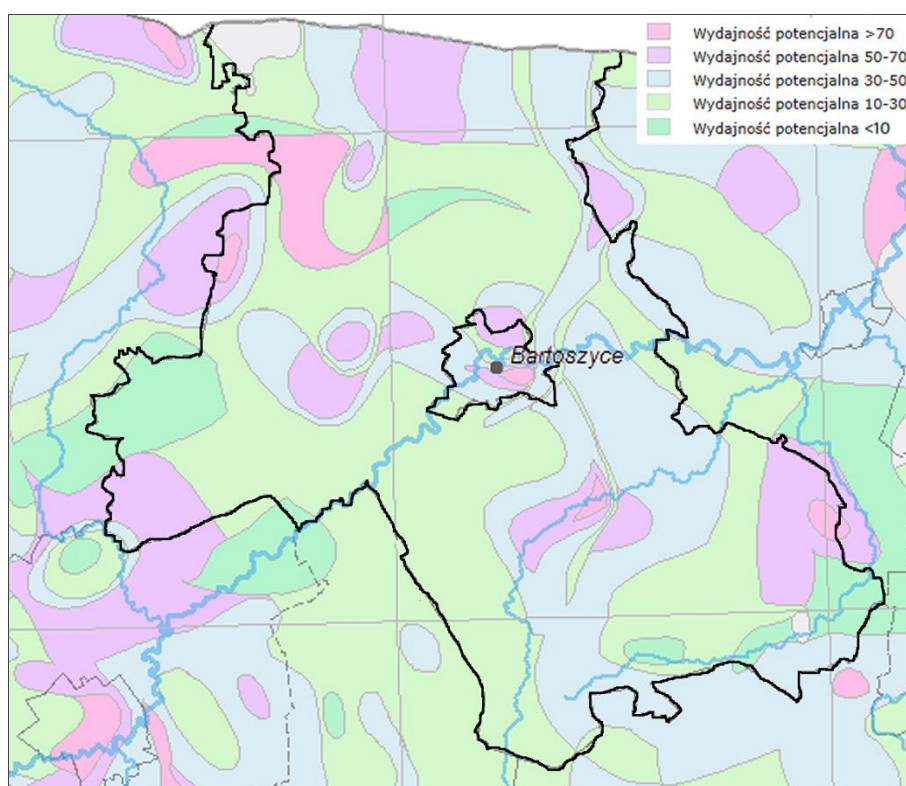 Wydajność potencjalna >70
Wydajność potencjalna 50-70
Wydajność potencjalna 30-50
Wydajność potencjalna 10-30
Wydajność potencjalna <10
Bartoszyce